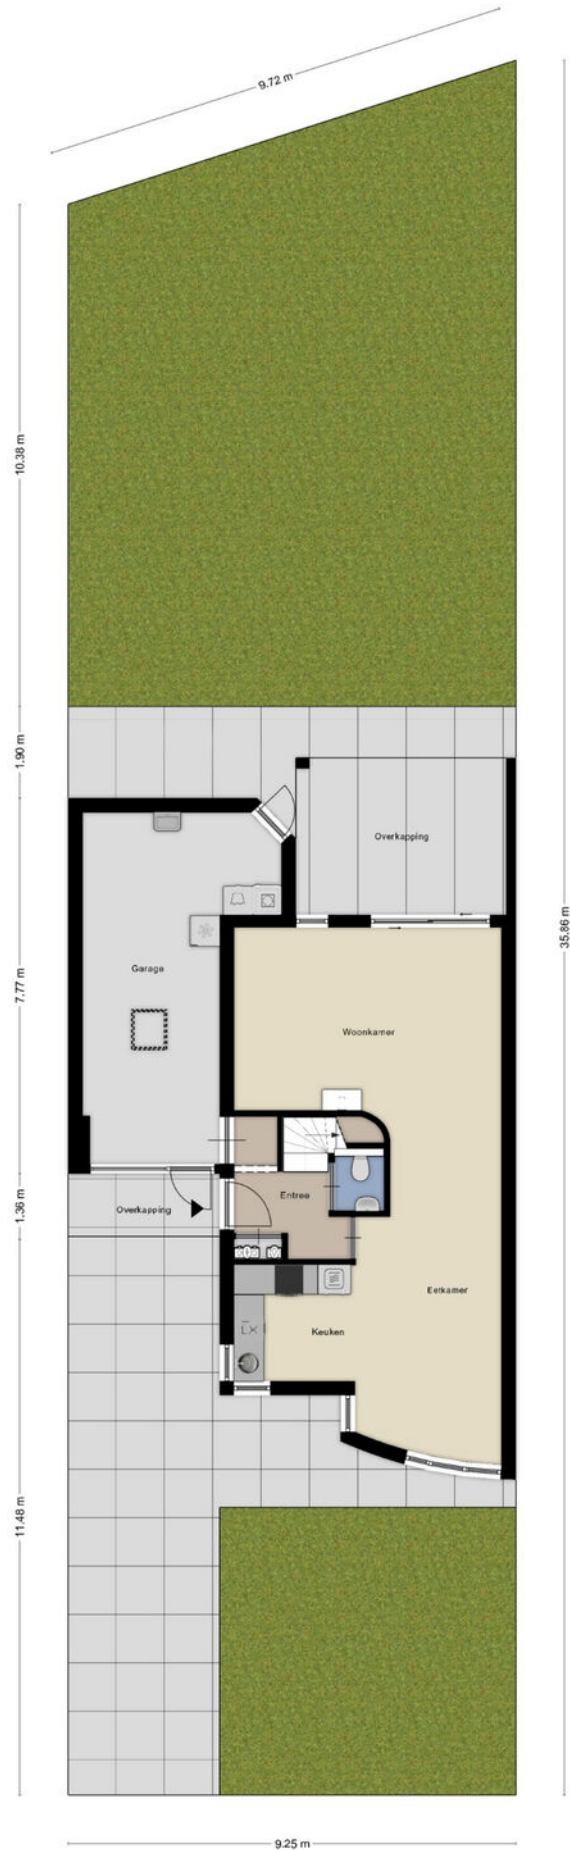 9.72 m
10.38 m
1.90 m
Overkapping
35.86 m
7.77 m
Garage
Woonkamer
1.36 m
Entree
Overkapping
Eetkamer
Keuken
11.48 m
9.25 m